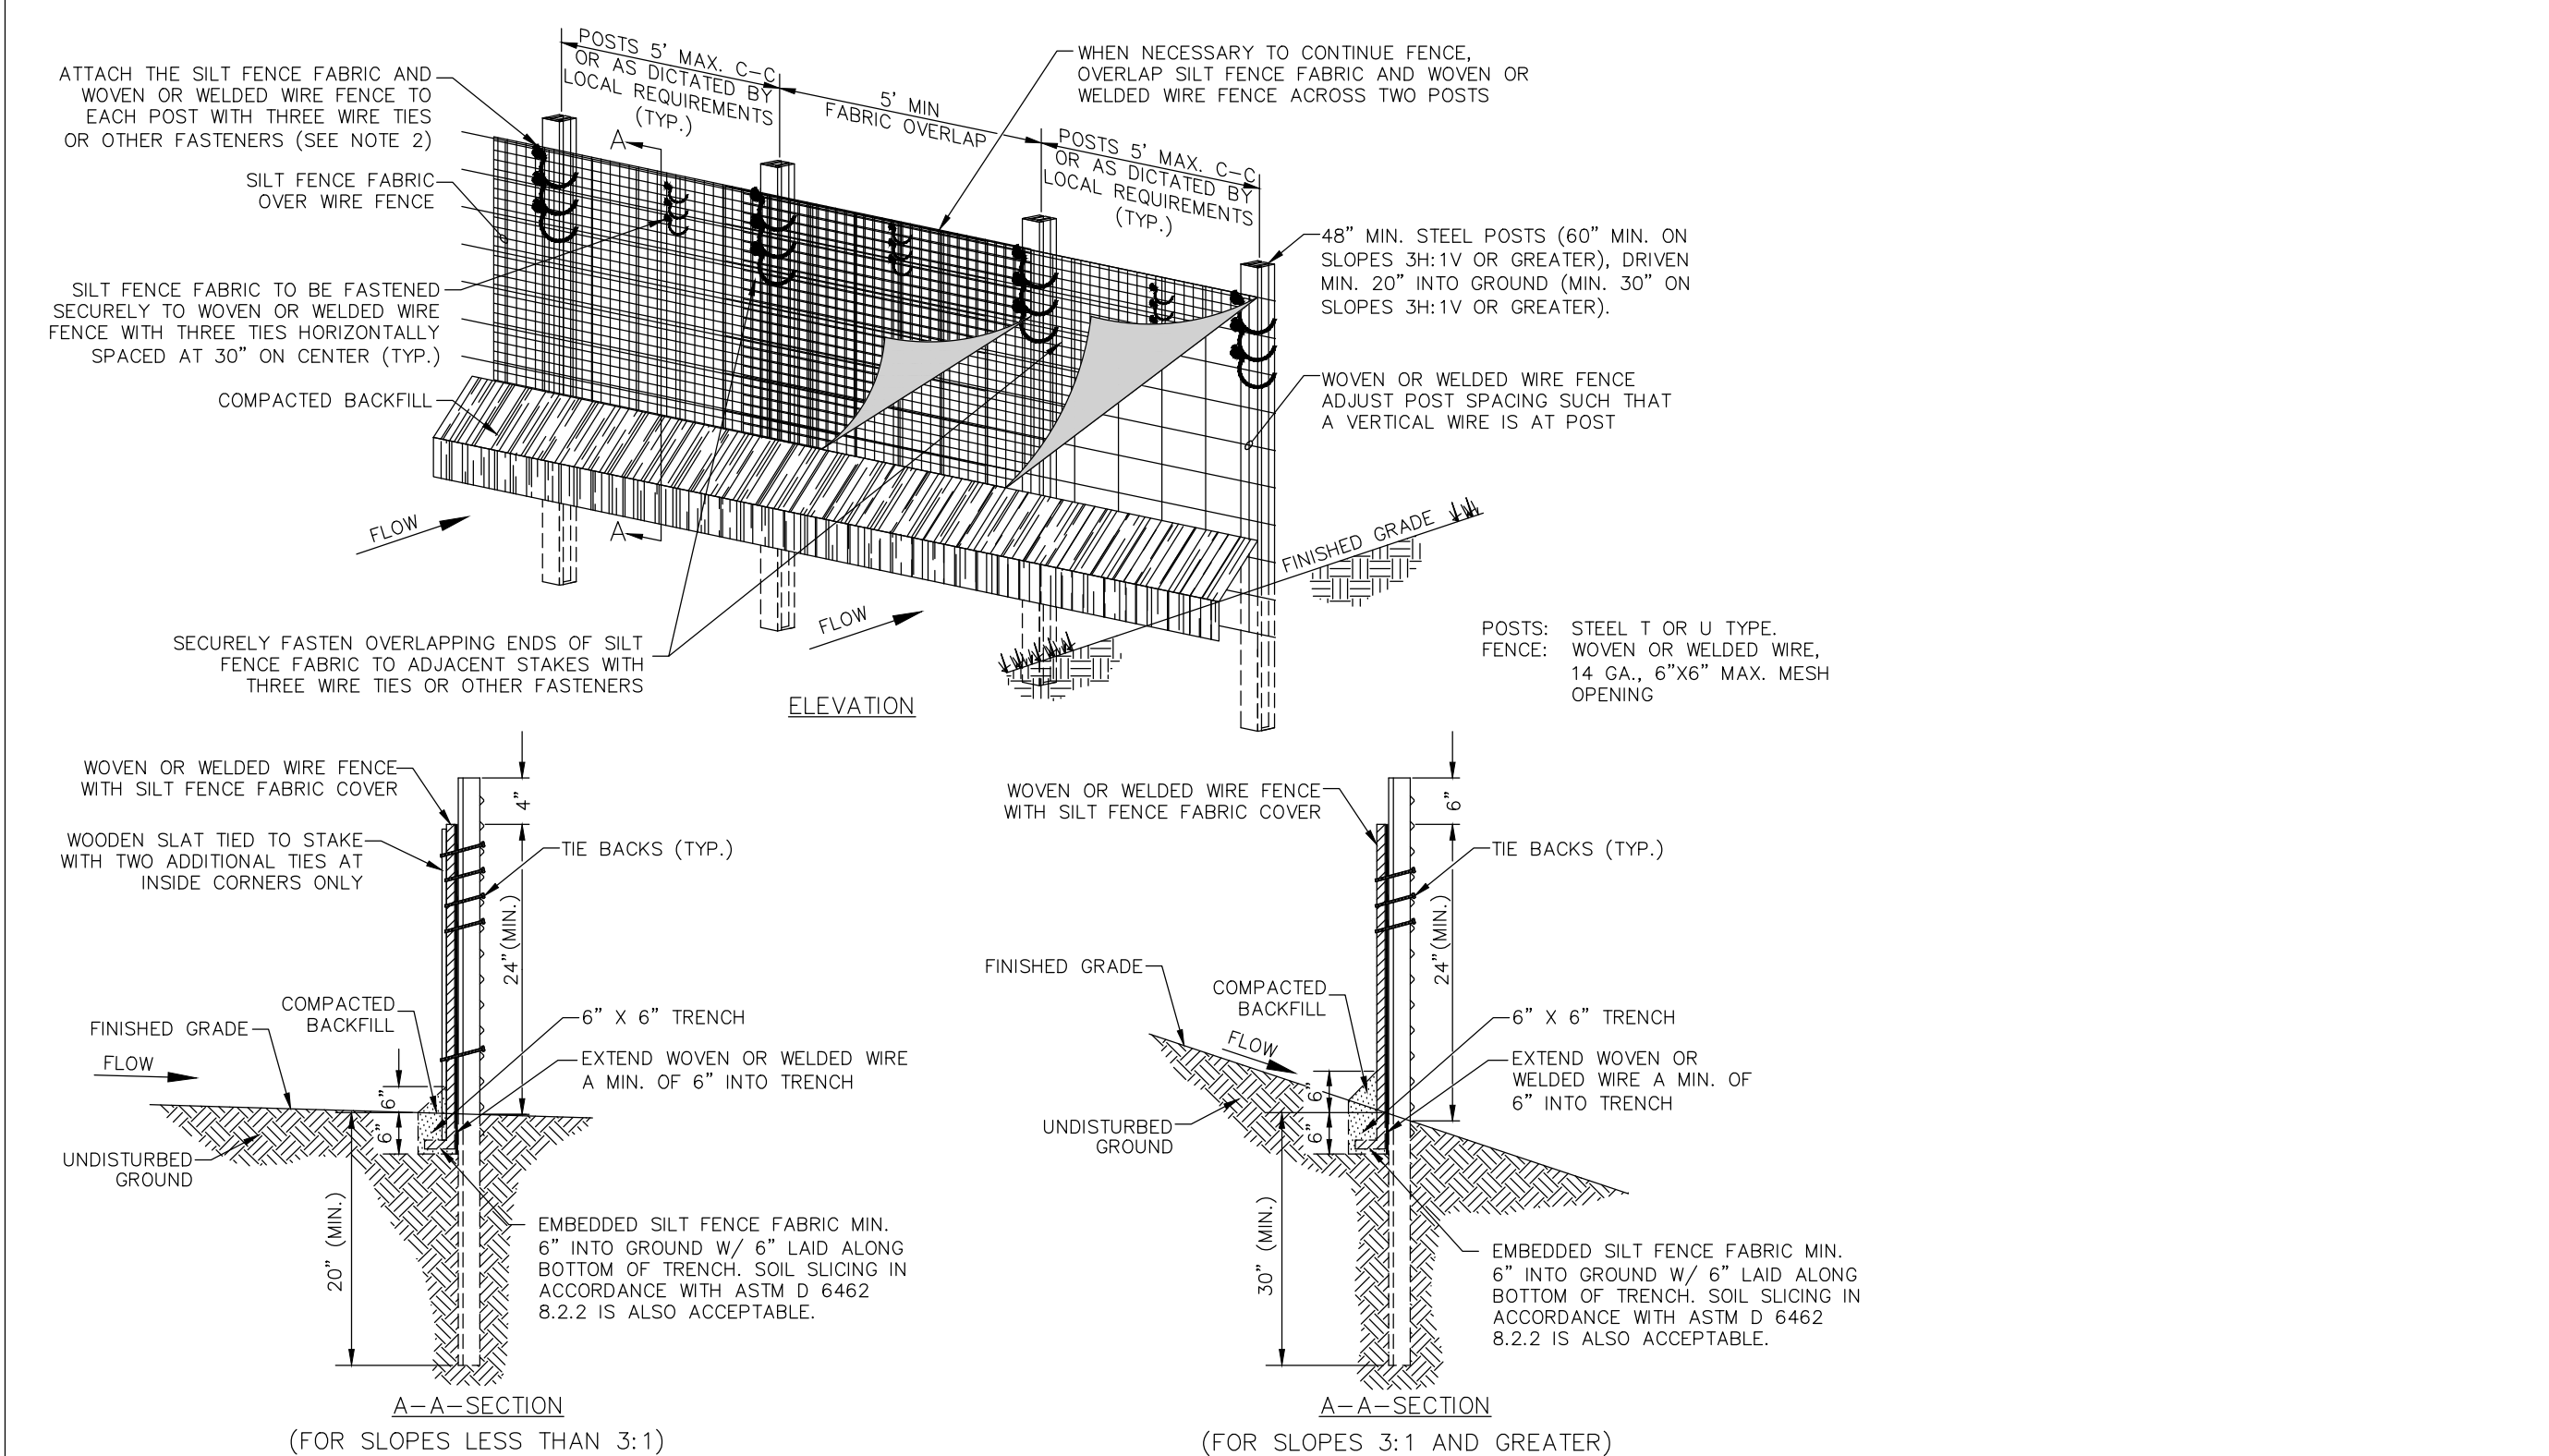 POSTS 5' MAX. C-C
OR AS DICTATED BY
LOCAL REQUIREMENTS
(TYP.)
5' MIN
FABRIC OVERLAP
POSTS 5' MAX. C-C
OR AS DICTATED BY
LOCAL REQUIREMENTS
(TYP.)
WHEN NECESSARY TO CONTINUE FENCE,
OVERLAP SILT FENCE FABRIC AND WOVEN OR
WELDED WIRE FENCE ACROSS TWO POSTS
ATTACH THE SILT FENCE FABRIC AND
WOVEN OR WELDED WIRE FENCE TO
EACH POST WITH THREE WIRE TIES
OR OTHER FASTENERS (SEE NOTE 2)
A
SILT FENCE FABRIC
OVER WIRE FENCE
48" MIN. STEEL POSTS (60" MIN. ON
SLOPES 3H:1V OR GREATER), DRIVEN
MIN. 20" INTO GROUND (MIN. 30" ON
SLOPES 3H:1V OR GREATER).
SILT FENCE FABRIC TO BE FASTENED
SECURELY TO WOVEN OR WELDED WIRE
FENCE WITH THREE TIES HORIZONTALLY
SPACED AT 30" ON CENTER (TYP.)
WOVEN OR WELDED WIRE FENCE
ADJUST POST SPACING SUCH THAT
A VERTICAL WIRE IS AT POST
COMPACTED BACKFILL
FLOW
A
FINISHED GRADE
FLOW
SECURELY FASTEN OVERLAPPING ENDS OF SILT
FENCE FABRIC TO ADJACENT STAKES WITH
THREE WIRE TIES OR OTHER FASTENERS
POSTS: STEEL T OR U TYPE.
FENCE: WOVEN OR WELDED WIRE,
14 GA., 6"X6" MAX. MESH
OPENING
ELEVATION
WOVEN OR WELDED WIRE FENCE
WITH SILT FENCE FABRIC COVER
4"
WOODEN SLAT TIED TO STAKE
WITH TWO ADDITIONAL TIES AT
INSIDE CORNERS ONLY
TIE BACKS (TYP.)
24"(MIN.)
COMPACTED
BACKFILL
6" X 6" TRENCH
FINISHED GRADE
FLOW
EXTEND WOVEN OR WELDED WIRE
A MIN. OF 6" INTO TRENCH
6"
6"
UNDISTURBED
GROUND
20" (MIN.)
EMBEDDED SILT FENCE FABRIC MIN.
6" INTO GROUND W/ 6" LAID ALONG
BOTTOM OF TRENCH. SOIL SLICING IN
ACCORDANCE WITH ASTM D 6462
8.2.2 IS ALSO ACCEPTABLE.
A-A-SECTION
(FOR SLOPES LESS THAN 3:1)
WOVEN OR WELDED WIRE FENCE
WITH SILT FENCE FABRIC COVER
6"
TIE BACKS (TYP.)
24"(MIN.)
FINISHED GRADE
COMPACTED
BACKFILL
6" X 6" TRENCH
FLOW
EXTEND WOVEN OR
WELDED WIRE A MIN. OF
6" INTO TRENCH
6"
6"
UNDISTURBED
GROUND
30" (MIN.)
EMBEDDED SILT FENCE FABRIC MIN.
6" INTO GROUND W/ 6" LAID ALONG
BOTTOM OF TRENCH. SOIL SLICING IN
ACCORDANCE WITH ASTM D 6462
8.2.2 IS ALSO ACCEPTABLE.
A-A-SECTION
(FOR SLOPES 3:1 AND GREATER)